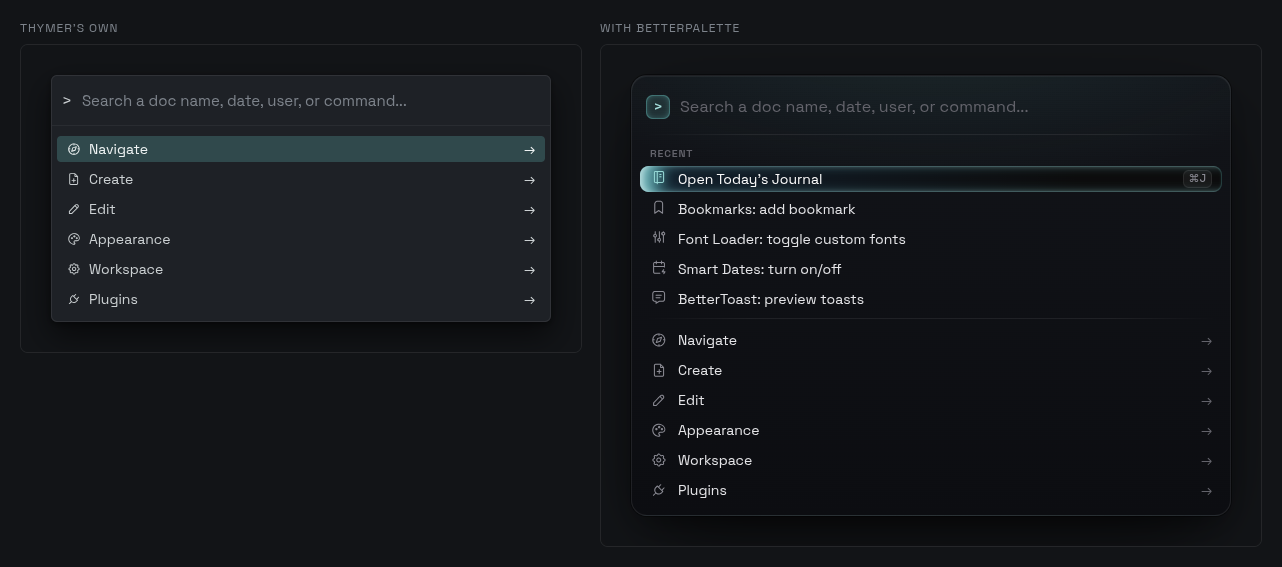 THYMER'S OWN
> Search a doc name, date, user, or command...
Navigate →
Create →
Edit →
Appearance →
Workspace →
Plugins →
WITH BETTERPALETTE
> Search a doc name, date, user, or command...
RECENT
Open Today's Journal ⌘J
Bookmarks: add bookmark
Font Loader: toggle custom fonts
Smart Dates: turn on/off
BetterToast: preview toasts
Navigate →
Create →
Edit →
Appearance →
Workspace →
Plugins →